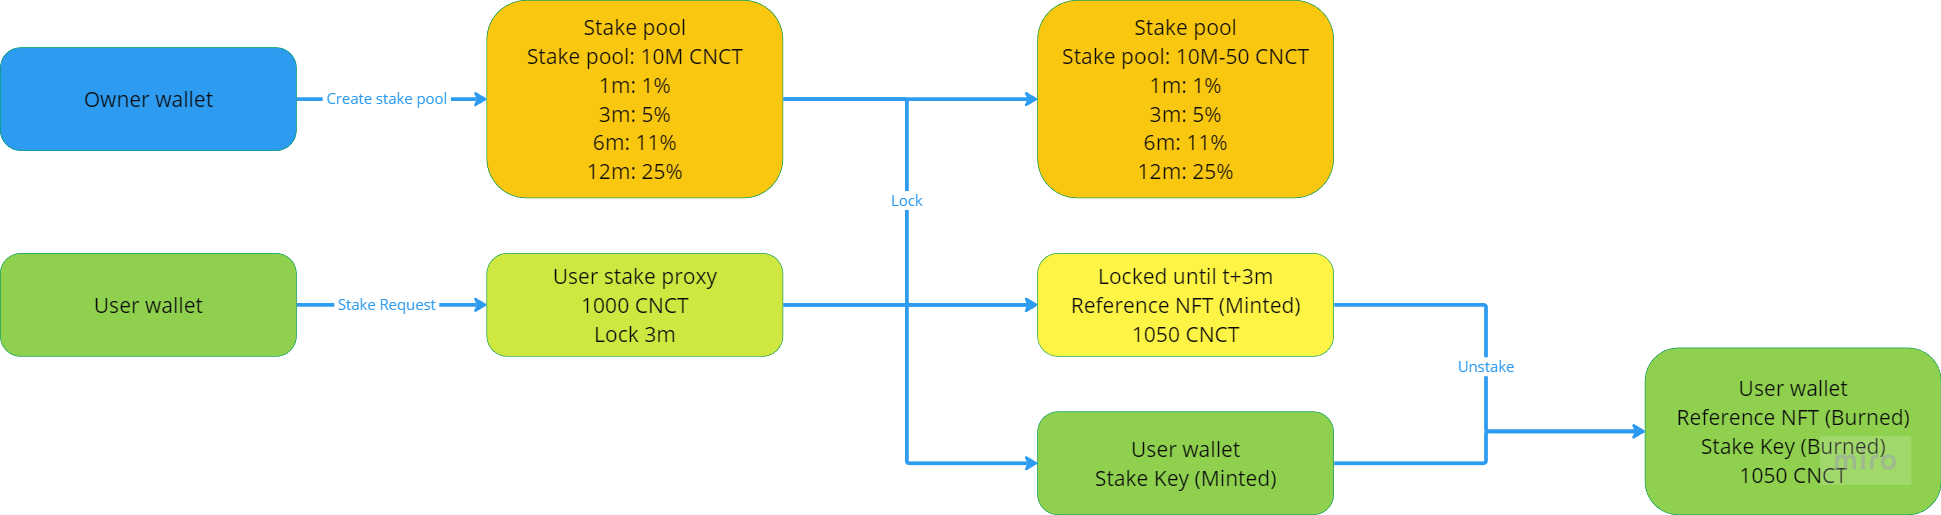 Owner wallet
Create stake pool
Stake pool
Stake pool: 10M CNCT
1m: 1%
3m: 5%
6m: 11%
12m: 25%
Stake pool
Stake pool: 10M-50 CNCT
1m: 1%
3m: 5%
6m: 11%
12m: 25%
Lock
User wallet
Stake Request
User stake proxy
1000 CNCT
Lock 3m
Locked until t+3m
Reference NFT (Minted)
1050 CNCT
User wallet
Stake Key (Minted)
Unstake
User wallet
Reference NFT (Burned)
Stake Key (Burned)
1050 CNCT
miro